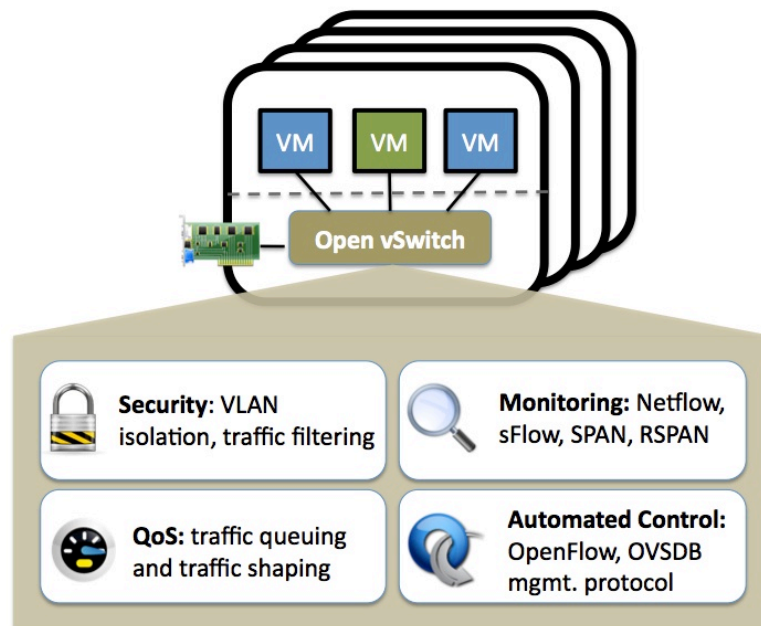 VM
VM
VM
Open vSwitch
Security: VLAN
isolation, traffic filtering
Monitoring: Netflow,
sFlow, SPAN, RSPAN
QoS: traffic queuing
and traffic shaping
Automated Control:
OpenFlow, OVSDB
mgmt. protocol